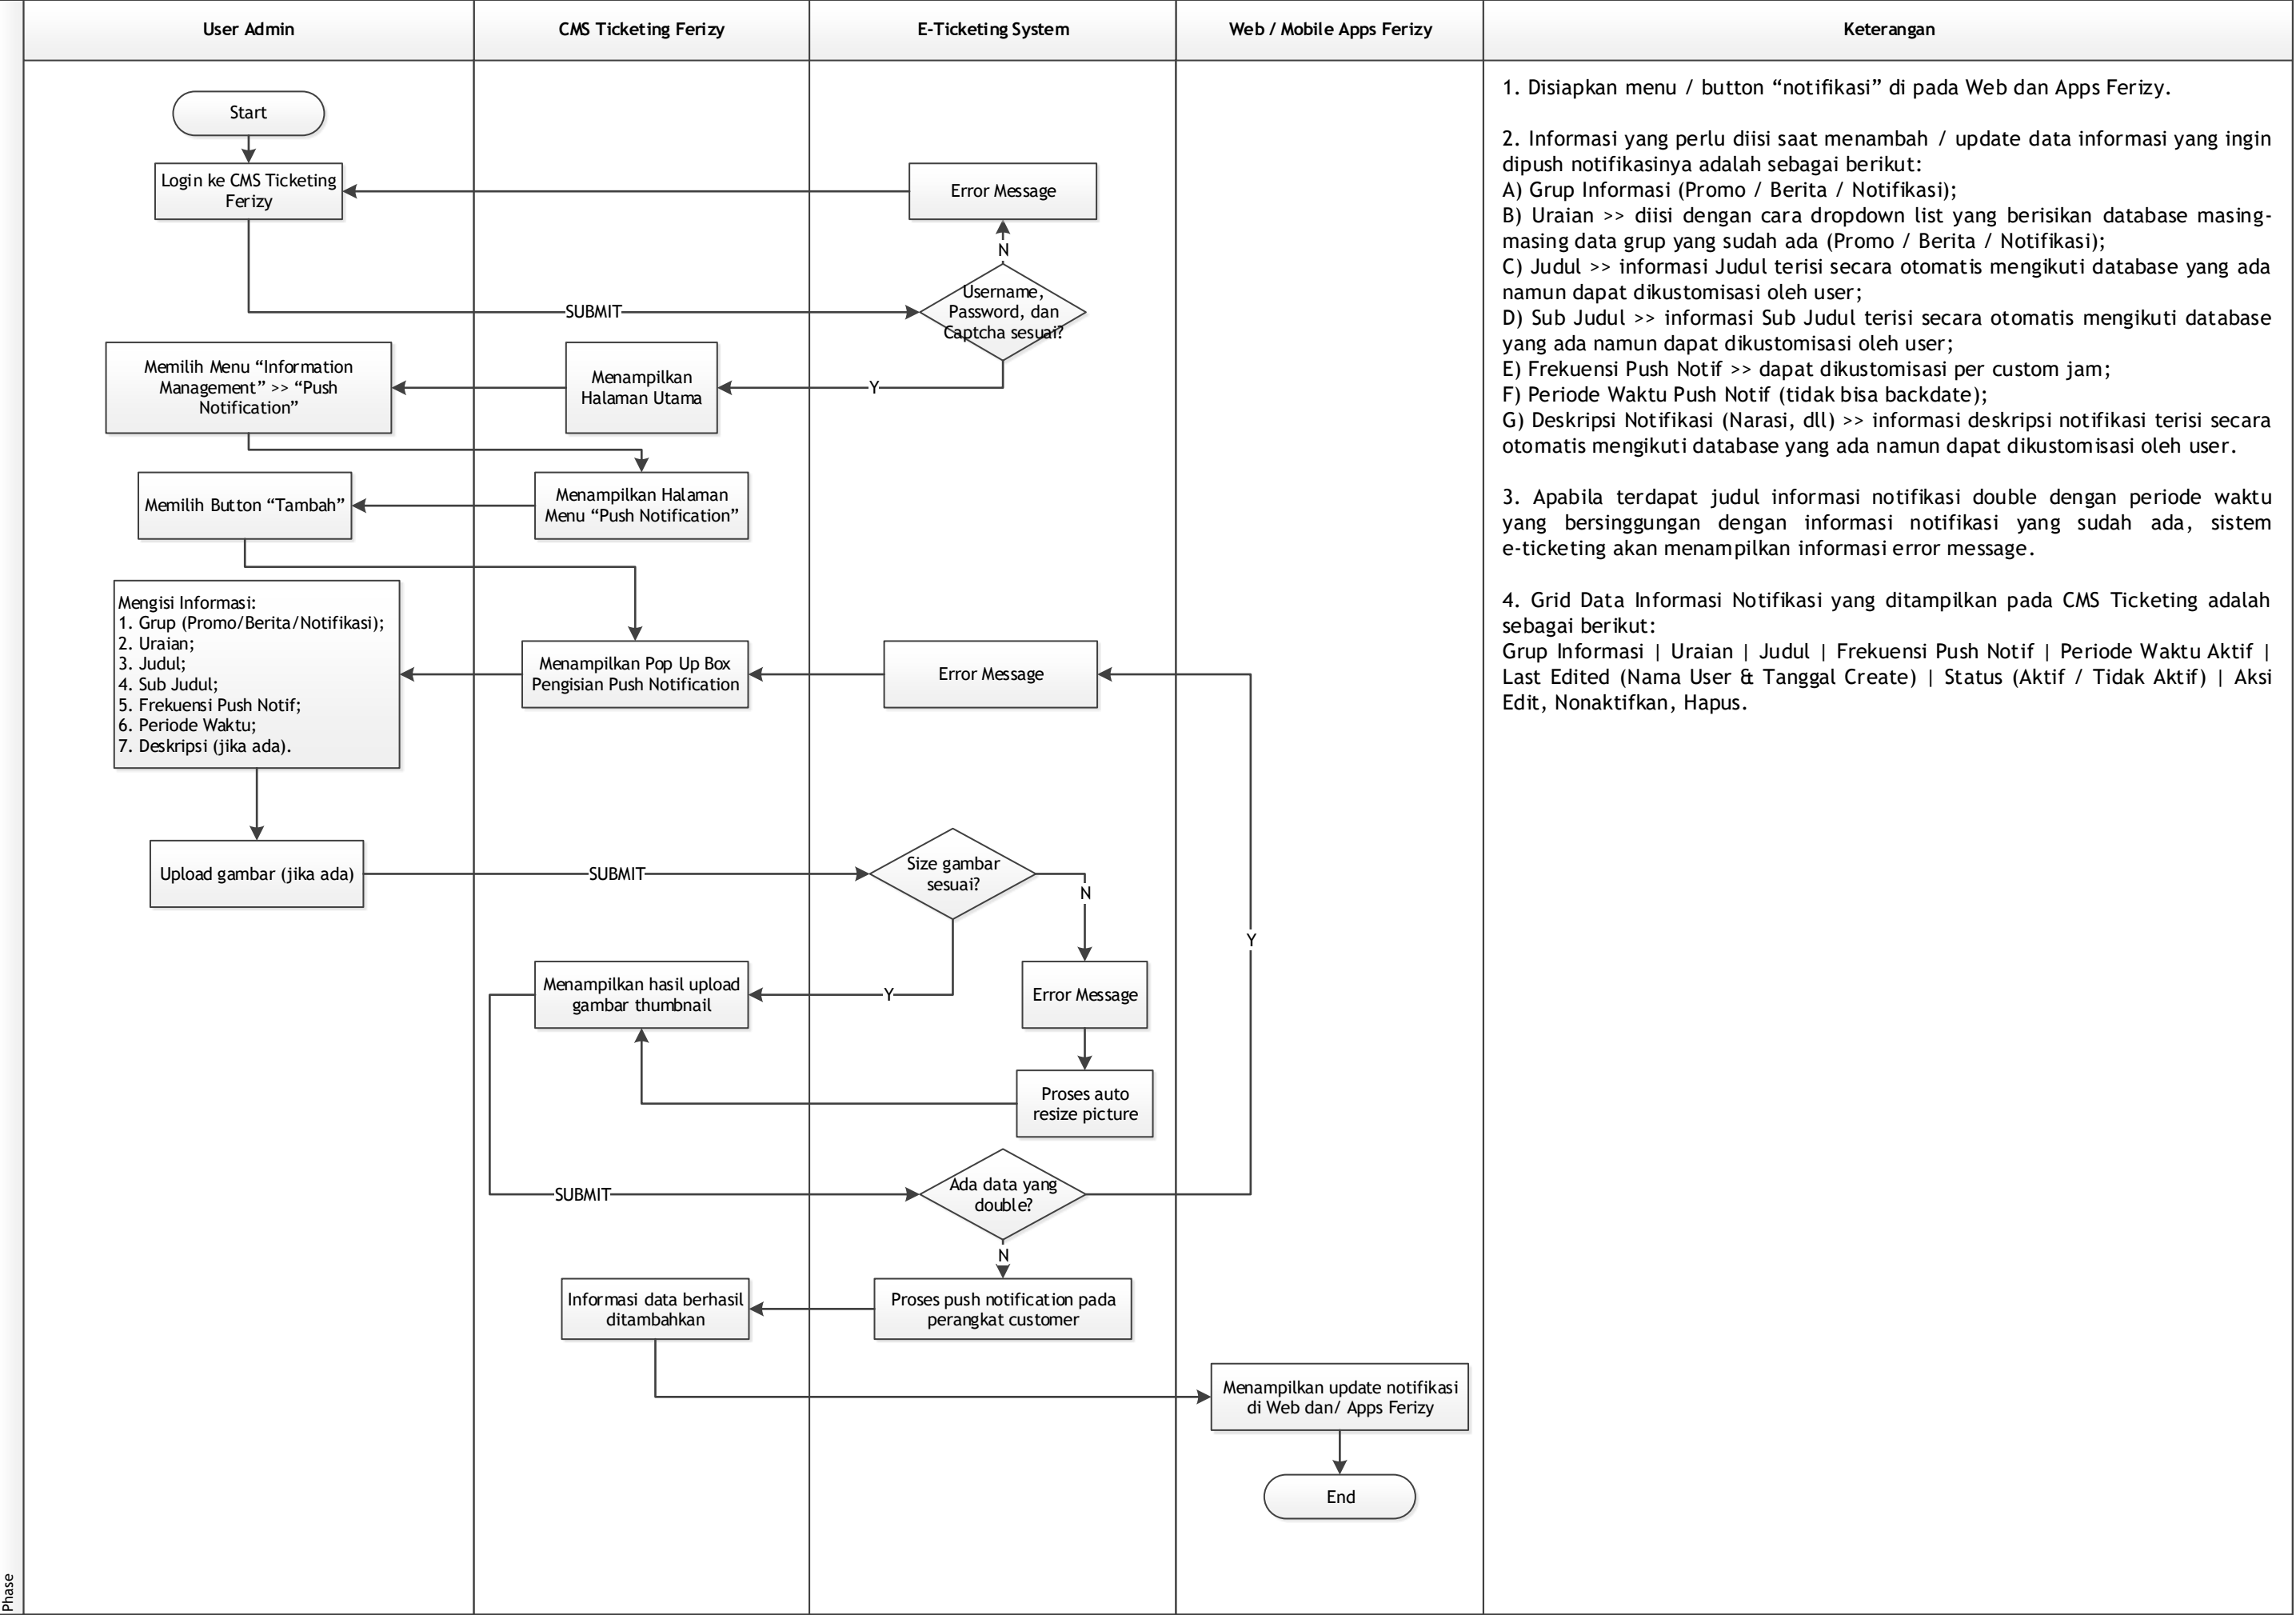 User Admin
CMS Ticketing Ferizy
E-Ticketing System
Web / Mobile Apps Ferizy
Keterangan
Start
Login ke CMS Ticketing
Ferizy
Error Message
N
Username,
Password, dan
Captcha sesuai?
SUBMIT
Memilih Menu “Information
Management” >> “Push
Notification”
Menampilkan
Halaman Utama
Y
Memilih Button “Tambah”
Menampilkan Halaman
Menu “Push Notification”
Mengisi Informasi:
1. Grup (Promo/Berita/Notifikasi);
2. Uraian;
3. Judul;
4. Sub Judul;
5. Frekuensi Push Notif;
6. Periode Waktu;
7. Deskripsi (jika ada).
Menampilkan Pop Up Box
Pengisian Push Notification
Error Message
Upload gambar (jika ada)
SUBMIT
Size gambar
sesuai?
N
Y
Menampilkan hasil upload
gambar thumbnail
Y
Error Message
Proses auto
resize picture
SUBMIT
Ada data yang
double?
N
Informasi data berhasil
ditambahkan
Proses push notification pada
perangkat customer
Menampilkan update notifikasi
di Web dan/ Apps Ferizy
End
Phase
1. Disiapkan menu / button “notifikasi” di pada Web dan Apps Ferizy.
2. Informasi yang perlu diisi saat menambah / update data informasi yang ingin
dipush notifikasinya adalah sebagai berikut:
A) Grup Informasi (Promo / Berita / Notifikasi);
B) Uraian >> diisi dengan cara dropdown list yang berisikan database masing-
masing data grup yang sudah ada (Promo / Berita / Notifikasi);
C) Judul >> informasi Judul terisi secara otomatis mengikuti database yang ada
namun dapat dikustomisasi oleh user;
D) Sub Judul >> informasi Sub Judul terisi secara otomatis mengikuti database
yang ada namun dapat dikustomisasi oleh user;
E) Frekuensi Push Notif >> dapat dikustomisasi per custom jam;
F) Periode Waktu Push Notif (tidak bisa backdate);
G) Deskripsi Notifikasi (Narasi, dll) >> informasi deskripsi notifikasi terisi secara
otomatis mengikuti database yang ada namun dapat dikustomisasi oleh user.
3. Apabila terdapat judul informasi notifikasi double dengan periode waktu
yang bersinggungan dengan informasi notifikasi yang sudah ada, sistem
e-ticketing akan menampilkan informasi error message.
4. Grid Data Informasi Notifikasi yang ditampilkan pada CMS Ticketing adalah
sebagai berikut:
Grup Informasi | Uraian | Judul | Frekuensi Push Notif | Periode Waktu Aktif |
Last Edited (Nama User & Tanggal Create) | Status (Aktif / Tidak Aktif) | Aksi
Edit, Nonaktifkan, Hapus.